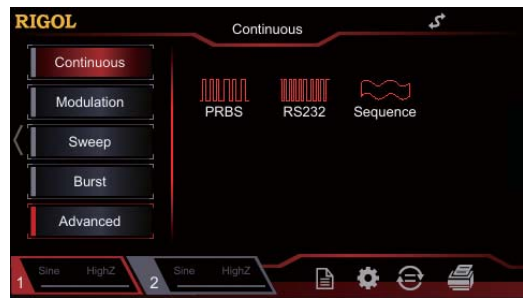 RIGOL
Continuous
Continuous
Modulation
Sweep
Burst
Advanced
PRBS
RS232
Sequence
1
Sine
HighZ
2
Sine
HighZ